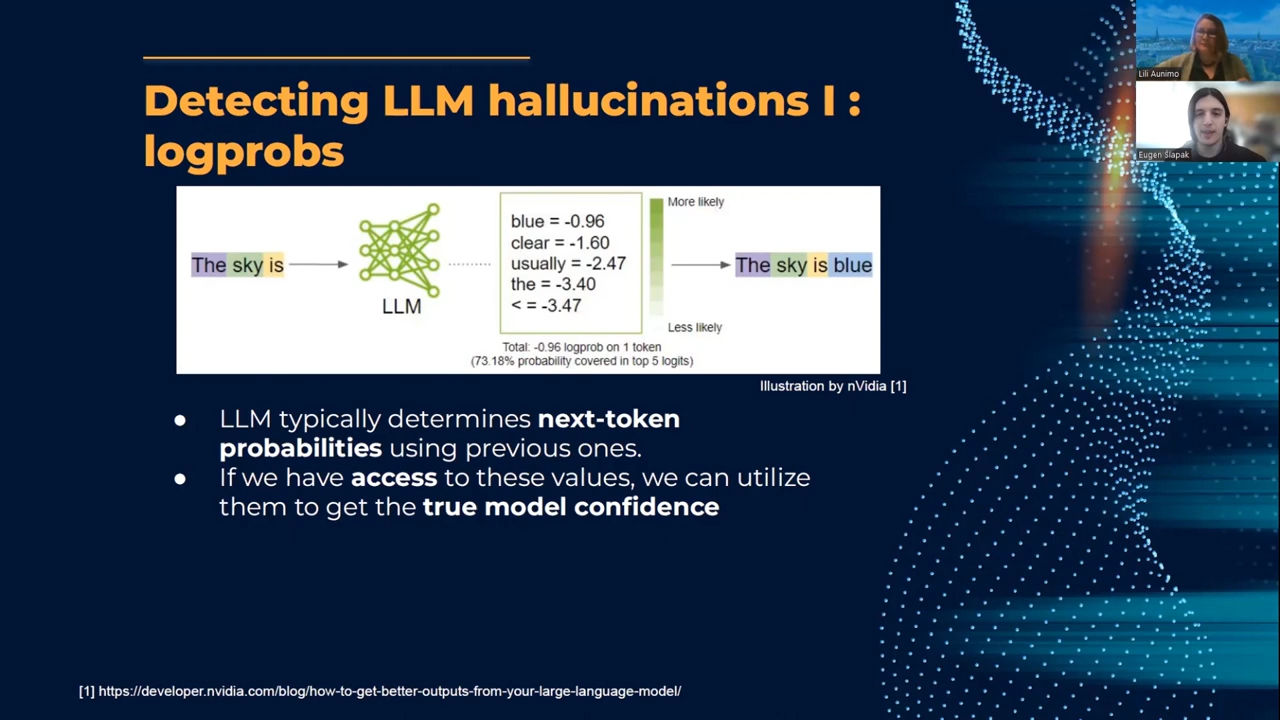 Detecting LLM hallucinations I :
logprobs
The sky is
LLM
blue = -0.96
clear = -1.60
usually = -2.47
the = -3.40
< = -3.47
More likely
Less likely
The sky is blue
Total: -0.96 logprob on 1 token
(73.18% probability covered in top 5 logits)
Illustration by nVidia [1]
● LLM typically determines next-token
probabilities using previous ones.
● If we have access to these values, we can utilize
them to get the true model confidence
[1] https://developer.nvidia.com/blog/how-to-get-better-outputs-from-your-large-language-model/
Lili Aunimo
Eugen Šlapak